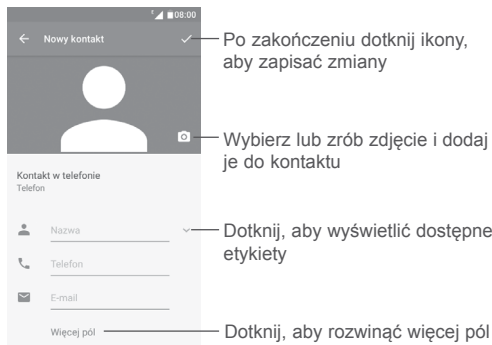 08:00
Nowy kontakt
Po zakończeniu dotknij ikony,
aby zapisać zmiany
Wybierz lub zrób zdjęcie i dodaj
je do kontaktu
Kontakt w telefonie
Telefon
Nazwa
Dotknij, aby wyświetlić dostępne
etykiety
Telefon
E-mail
Więcej pól
Dotknij, aby rozwinąć więcej pól